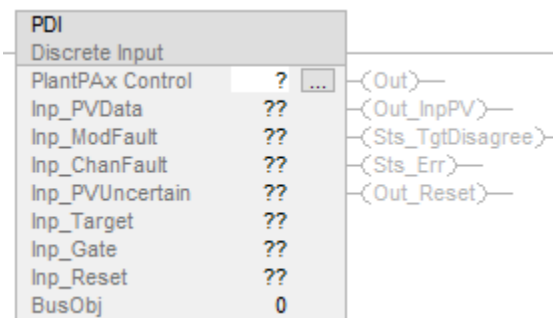 PDI
Discrete Input
PlantPAx Control ? ... (Out)
Inp_PVData ?? (Out_InpPV)
Inp_ModFault ?? (Sts_TgtDisagree)
Inp_ChanFault ?? (Sts_Err)
Inp_PVUncertain ?? (Out_Reset)
Inp_Target ??
Inp_Gate ??
Inp_Reset ??
BusObj 0